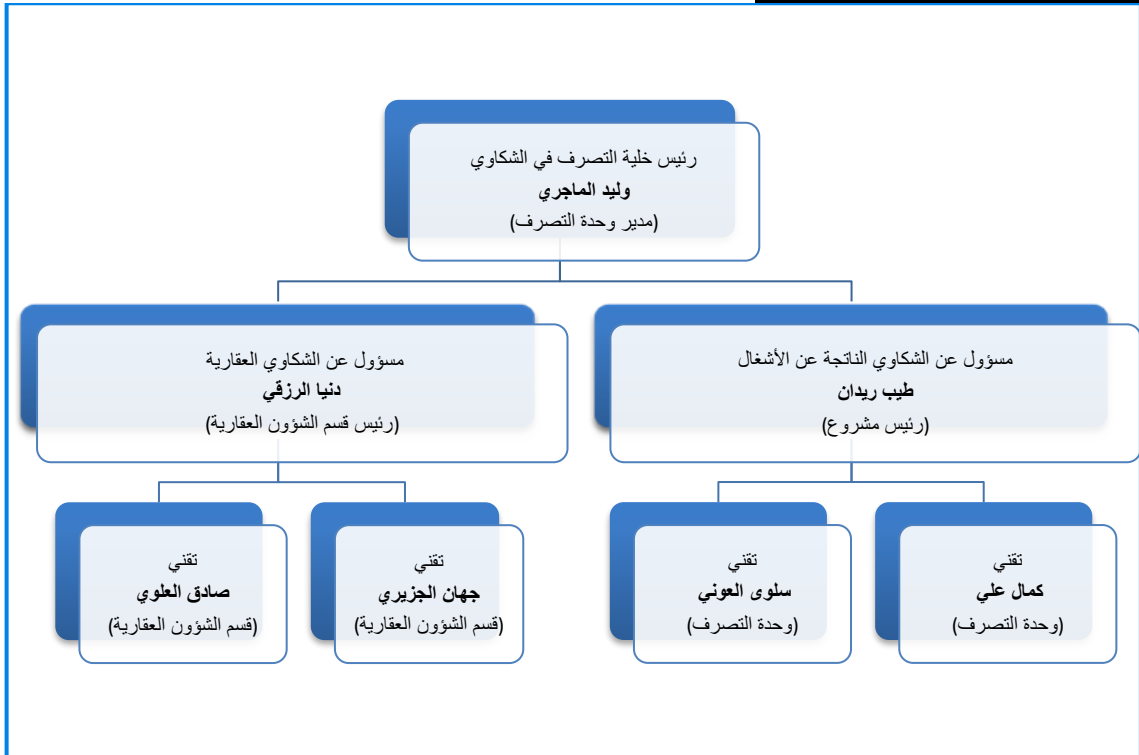 رئيس خلية التصرف في الشكاوي
وليد الماجري
(مدير وحدة التصرف)
مسؤول عن الشكاوي الناتجة عن الأشغال
طيب ريدان
(رئيس مشروع)
مسؤول عن الشكاوي العقارية
دنيا الرزقي
(رئيس قسم الشؤون العقارية)
تقني
كمال علي
(وحدة التصرف)
تقني
سلوى العوني
(وحدة التصرف)
تقني
جهان الجزيري
(قسم الشؤون العقارية)
تقني
صادق العلوي
(قسم الشؤون العقارية)